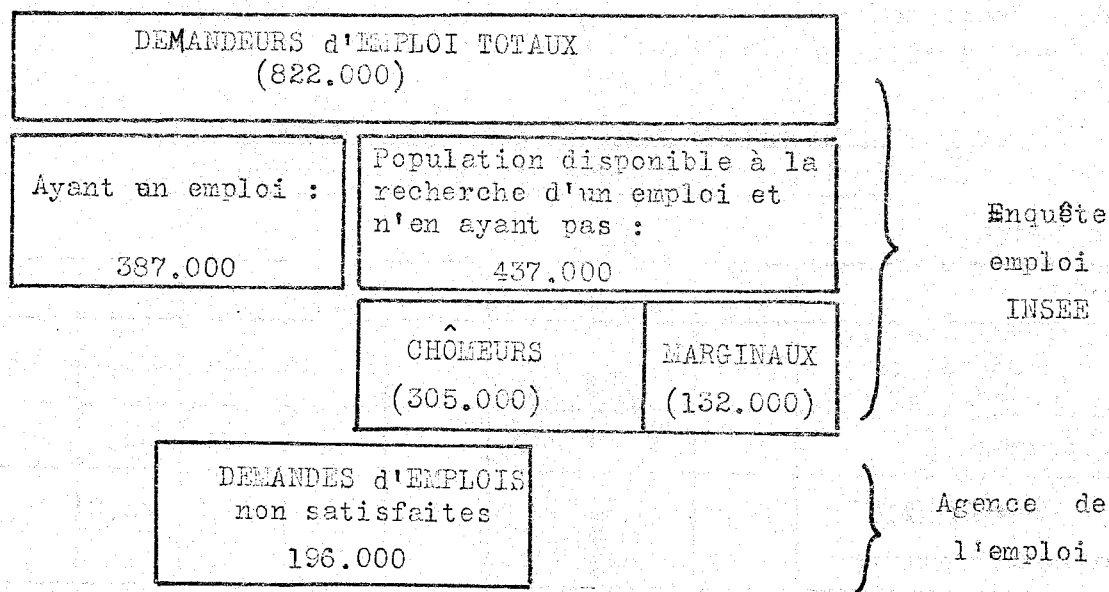 DEMANDEURS d'EMPLOI TOTAUX
(822.000)
Ayant un emploi :
387.000
Population disponible à la
recherche d'un emploi et
n'en ayant pas :
437.000
CHÔMEURS
(305.000)
MARGINAUX
(132.000)
Enquête
emploi
INSEE
DEMANDES d'EMPLOIS
non satisfaites
196.000
Agence de
l'emploi